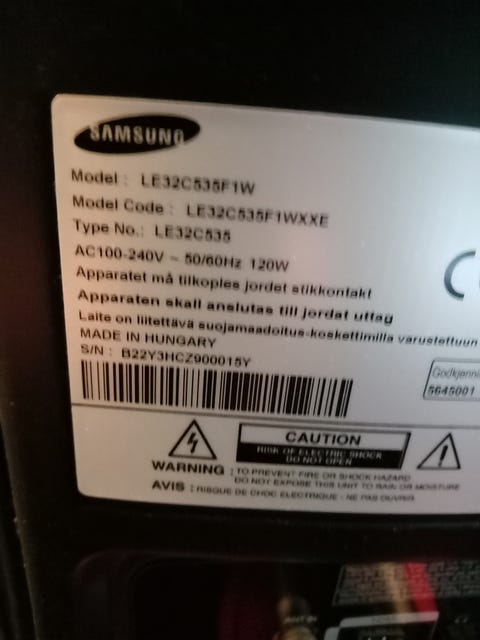 SAMSUNG
Model : LE32C535F1W
Model Code : LE32C535F1WXXE
Type No.: LE32C535
AC100-240V ~ 50/60Hz 120W
Apparatet må tilkoples jordet stikkontakt
Apparaten skall anslutas till jordat uttag
Laite on liitettävä suojamaadoitus-koskettimilla varustettuun
MADE IN HUNGARY
S/N : B22Y3HCZ900015Y
Godkjenni
5645001
CAUTION
RISK OF ELECTRIC SHOCK
DO NOT OPEN
WARNING : TO PREVENT FIRE OR SHOCK HAZARD
DO NOT EXPOSE THIS UNIT TO RAIN OR MOISTURE
AVIS : RISQUE DE CHOC ELECTRIQUE - NE PAS OUVRIR
ANT IN